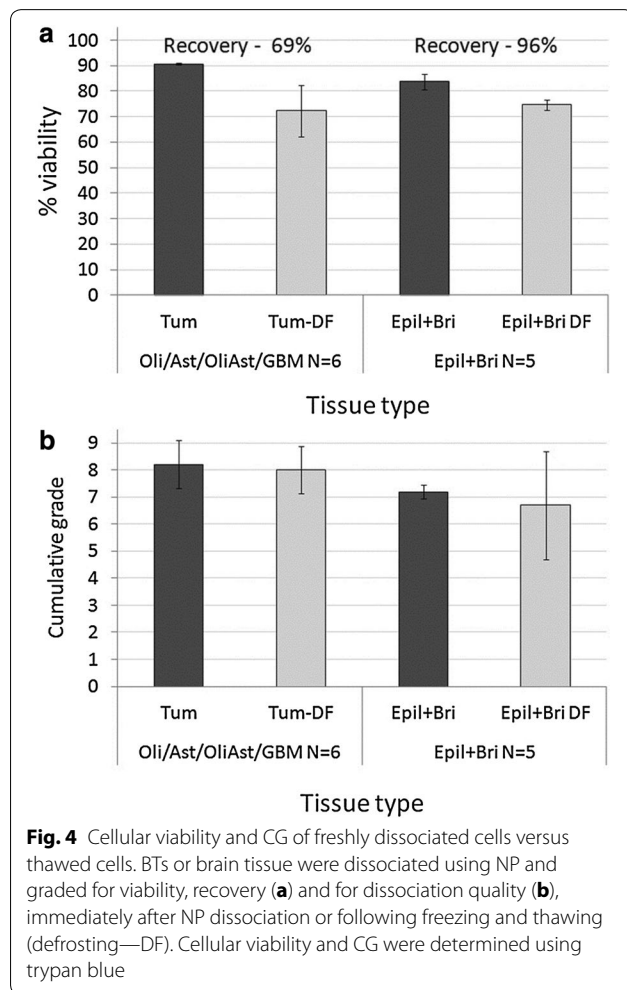 a
Recovery - 69% Recovery - 96%
100
90
80
70
60
50
40
30
20
10
0
% viability
Tum Tum-DF Epil+Bri Epil+Bri DF
Oli/Ast/OliAst/GBM N=6 Epil+Bri N=5
Tissue type
b
9
8
7
6
5
4
3
2
1
0
Cumulative grade
Tum Tum-DF Epil+Bri Epil+Bri DF
Oli/Ast/OliAst/GBM N=6 Epil+Bri N=5
Tissue type
Fig. 4 Cellular viability and CG of freshly dissociated cells versus
thawed cells. BTs or brain tissue were dissociated using NP and
graded for viability, recovery (a) and for dissociation quality (b),
immediately after NP dissociation or following freezing and thawing
(defrosting—DF). Cellular viability and CG were determined using
trypan blue